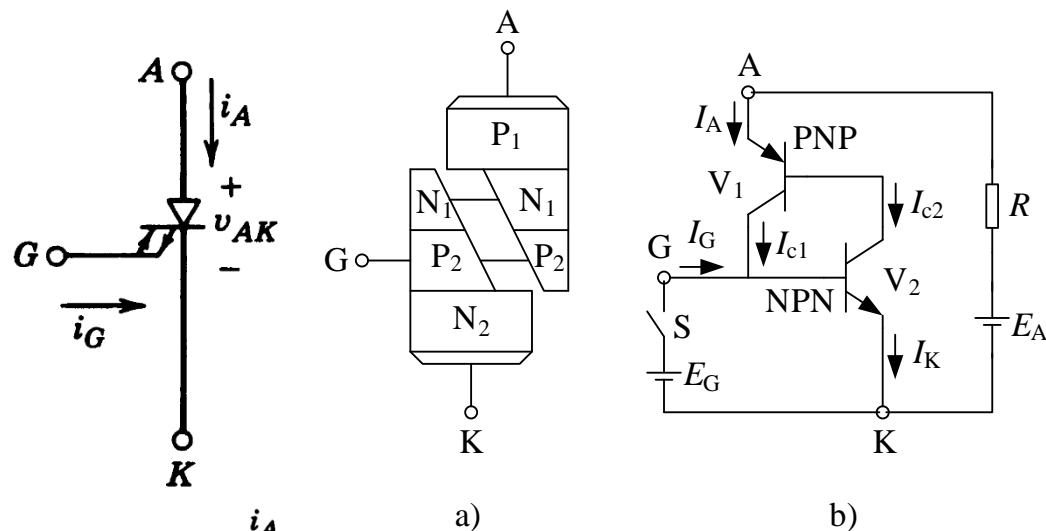 A
i_A
+
v_AK
−
G
i_G
K
i_A
A
P1
N1
N1
G
P2
P2
N2
K
a)
A
I_A
PNP
V1
I_c2
R
G
I_G
I_c1
NPN
V2
S
E_G
I_K
E_A
K
b)